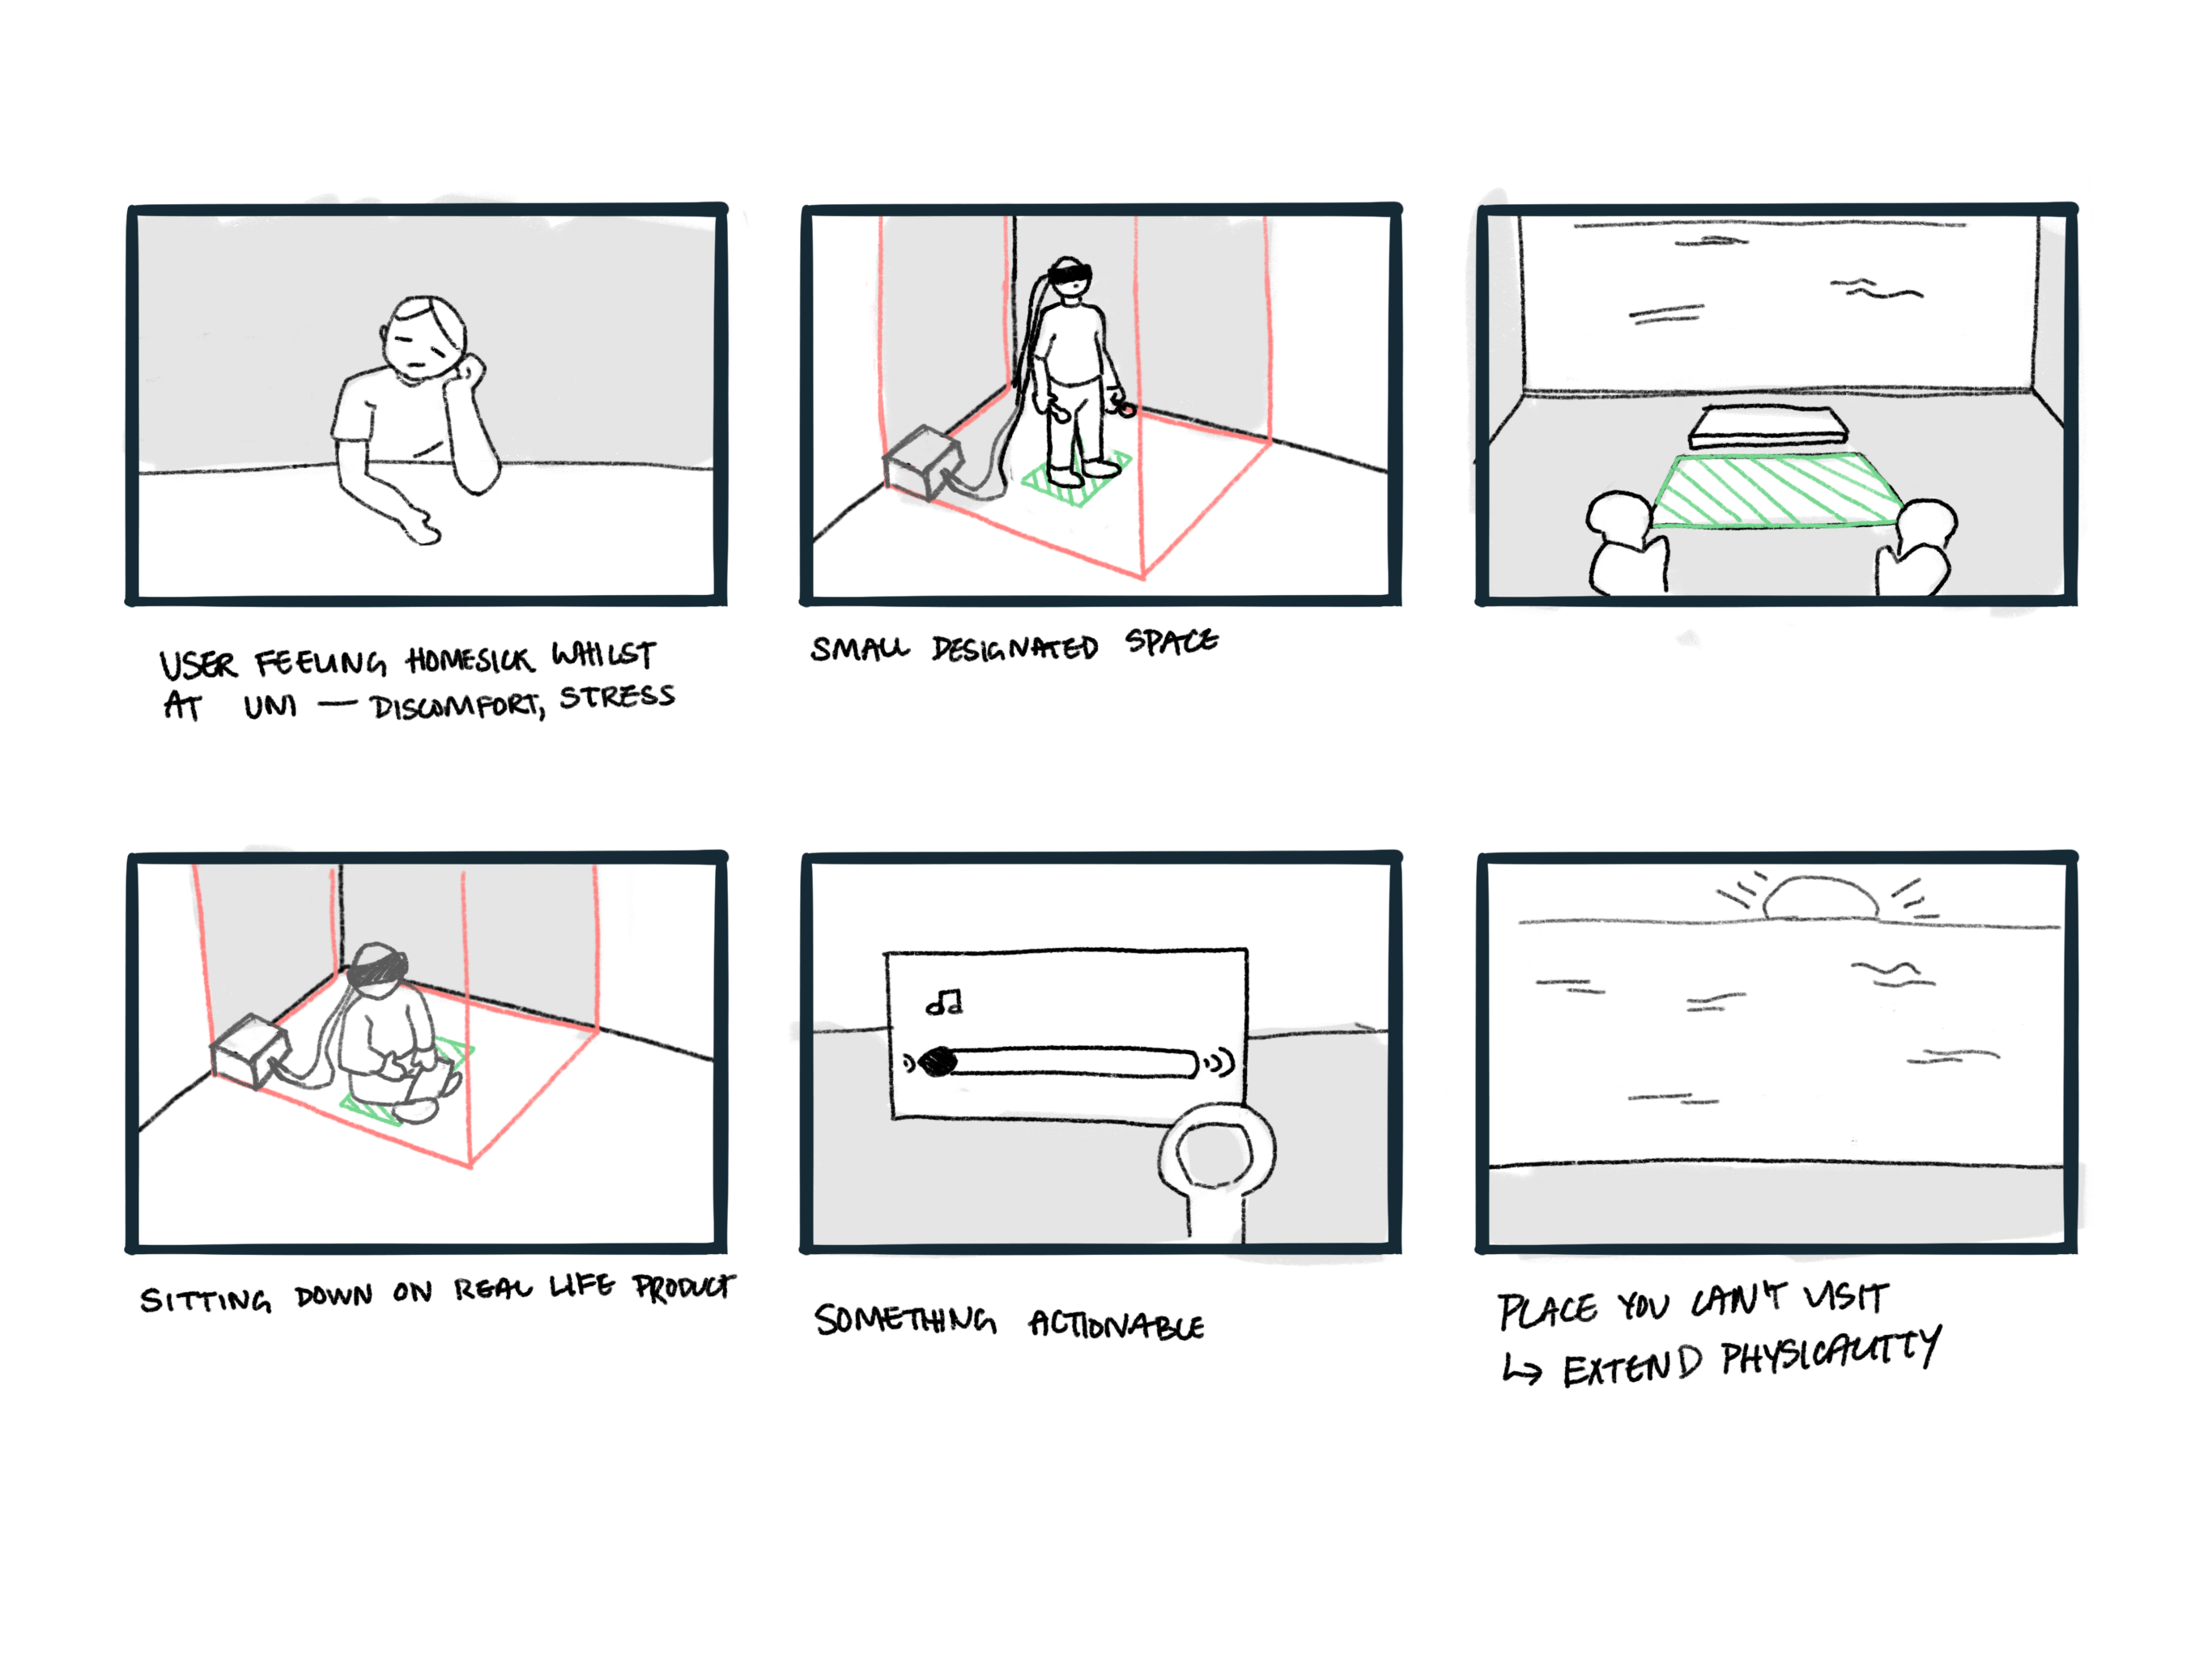 USER FEELING HOMESICK WHILST
AT UNI — DISCOMFORT, STRESS
SMALL DESIGNATED SPACE
SITTING DOWN ON REAL LIFE PRODUCT
SOMETHING ACTIONABLE
PLACE YOU CAN'T VISIT
↳ EXTEND PHYSICALITTY